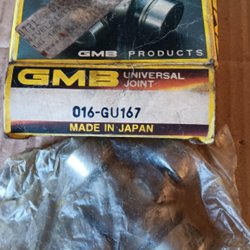 GMB PRODUCTS
GMB UNIVERSAL
JOINT
016-GU167
MADE IN JAPAN